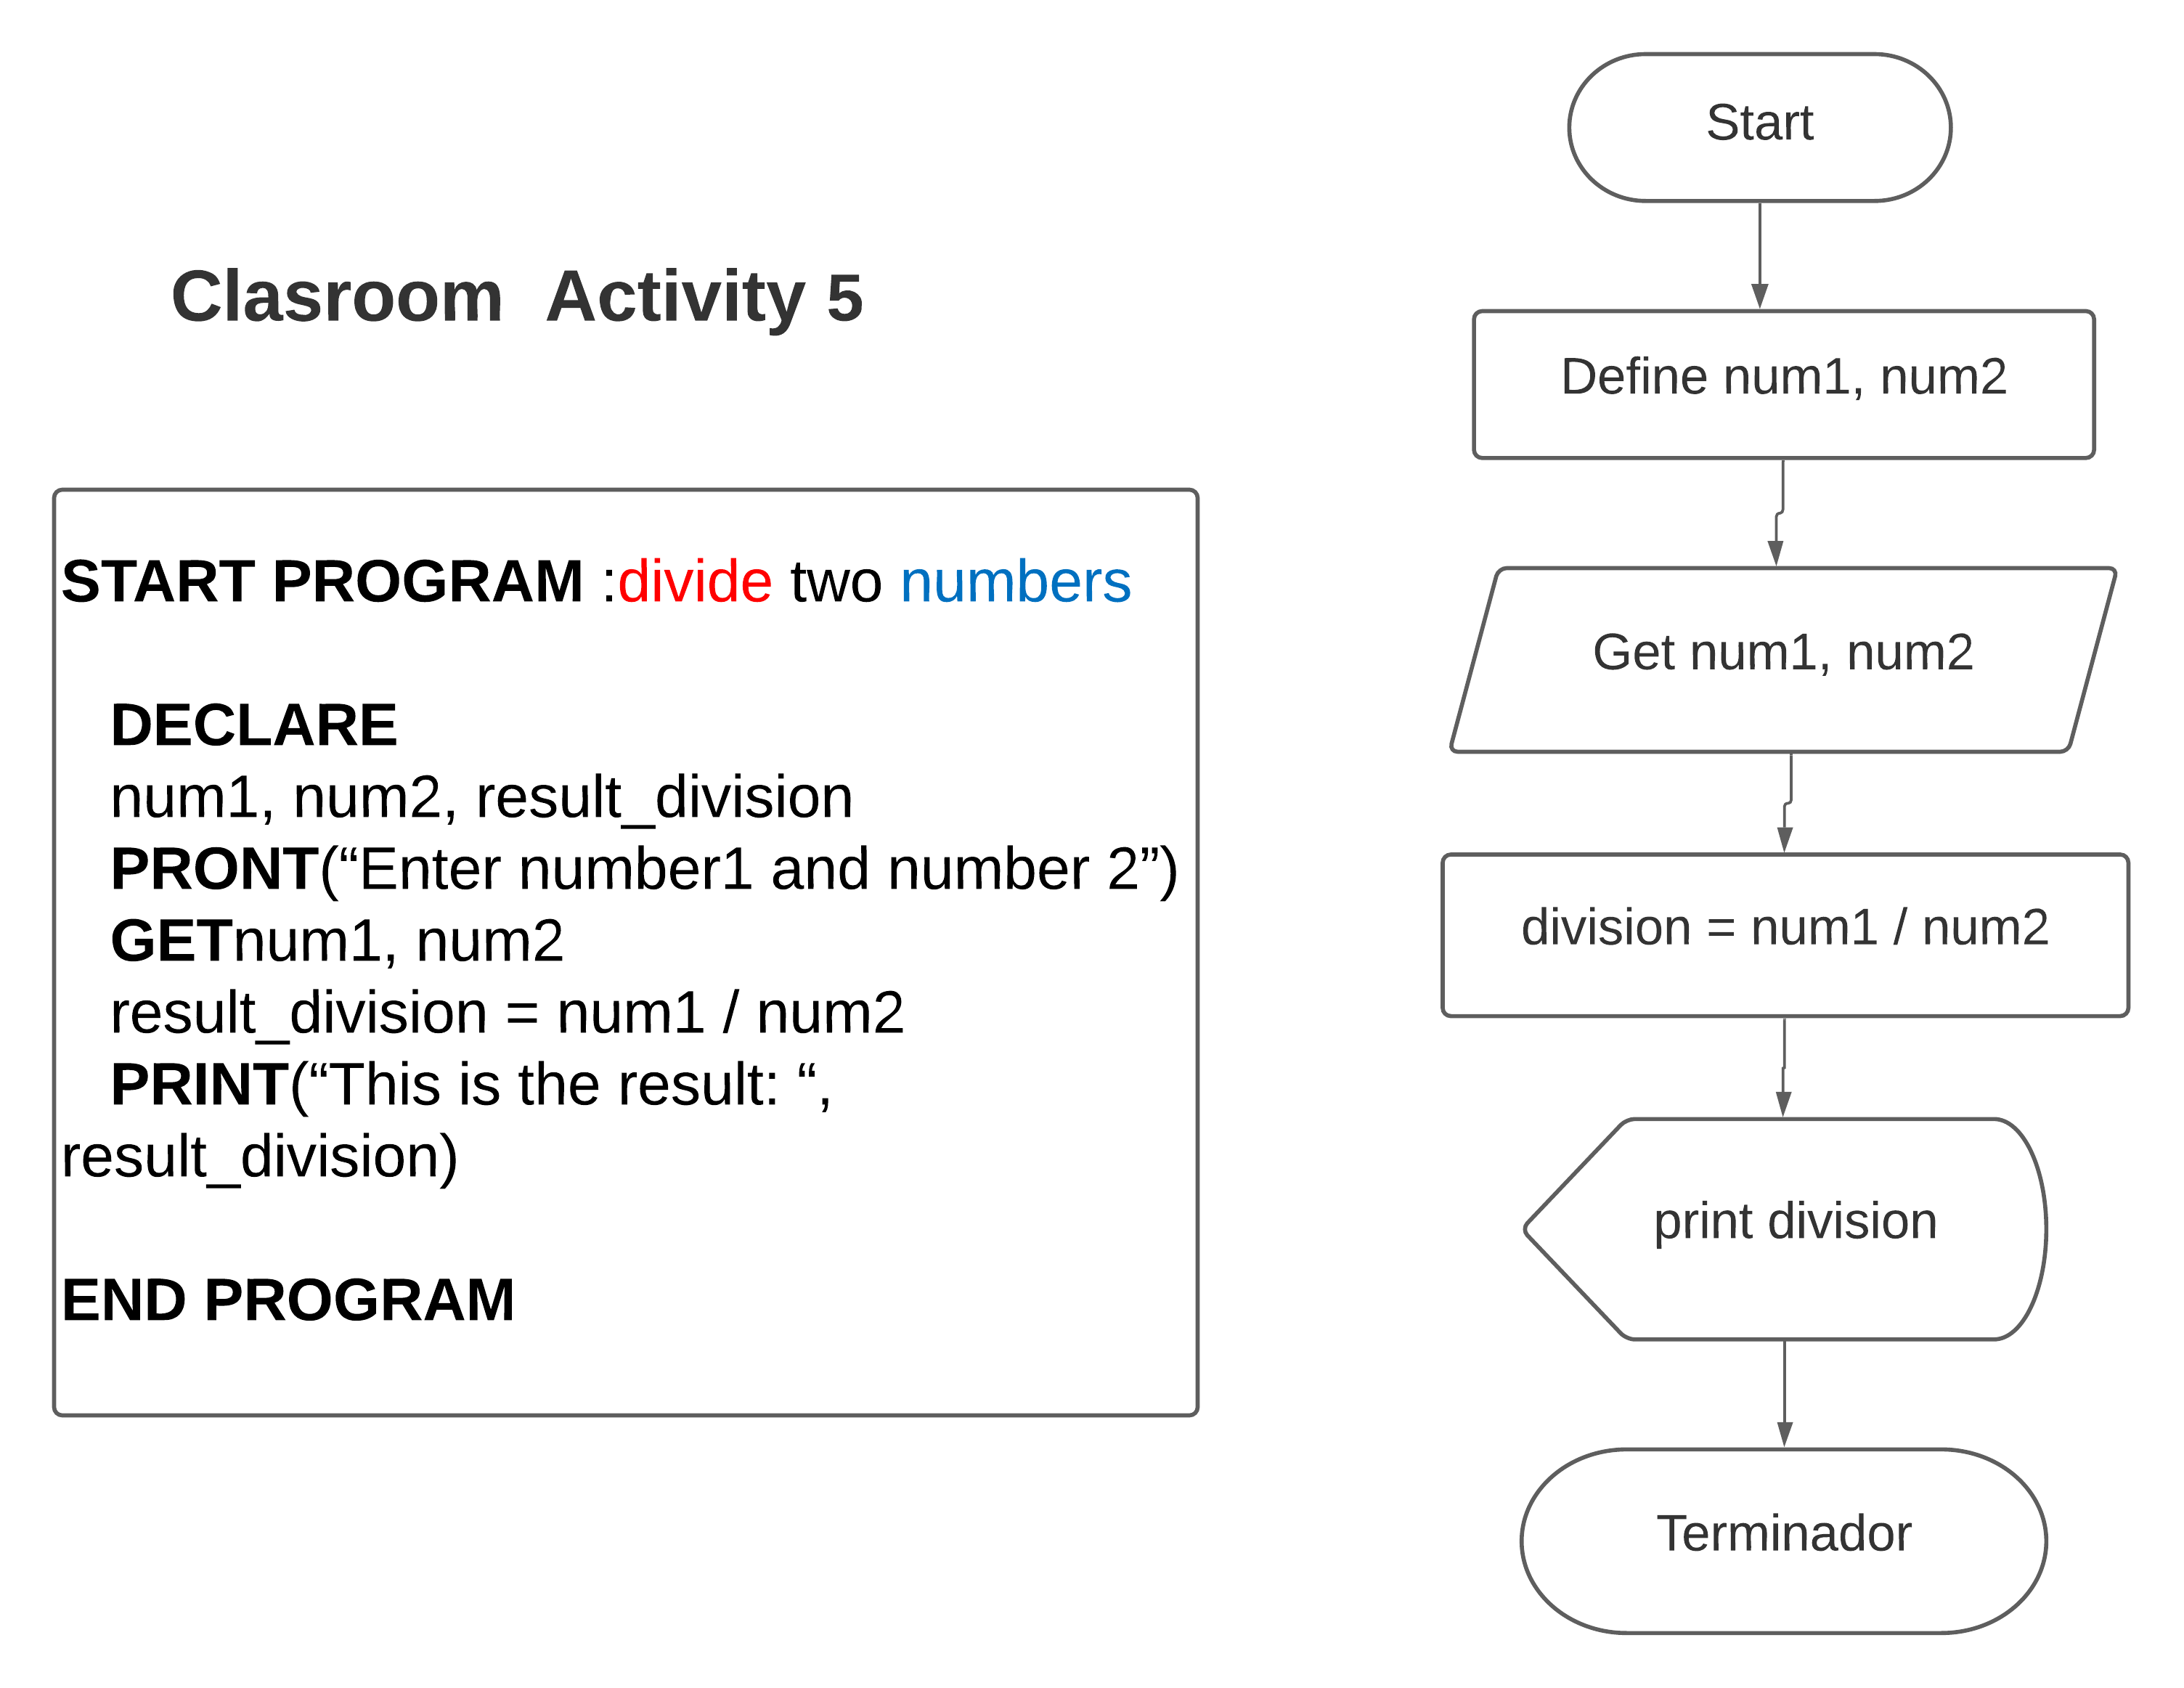 Clasroom  Activity 5
START PROGRAM :divide two numbers
DECLARE
num1, num2, result_division
PRONT(“Enter number1 and number 2”)
GETnum1, num2
result_division = num1 / num2
PRINT(“This is the result: “,
result_division)
END PROGRAM
Start
Define num1, num2
Get num1, num2
division = num1 / num2
print division
Terminador